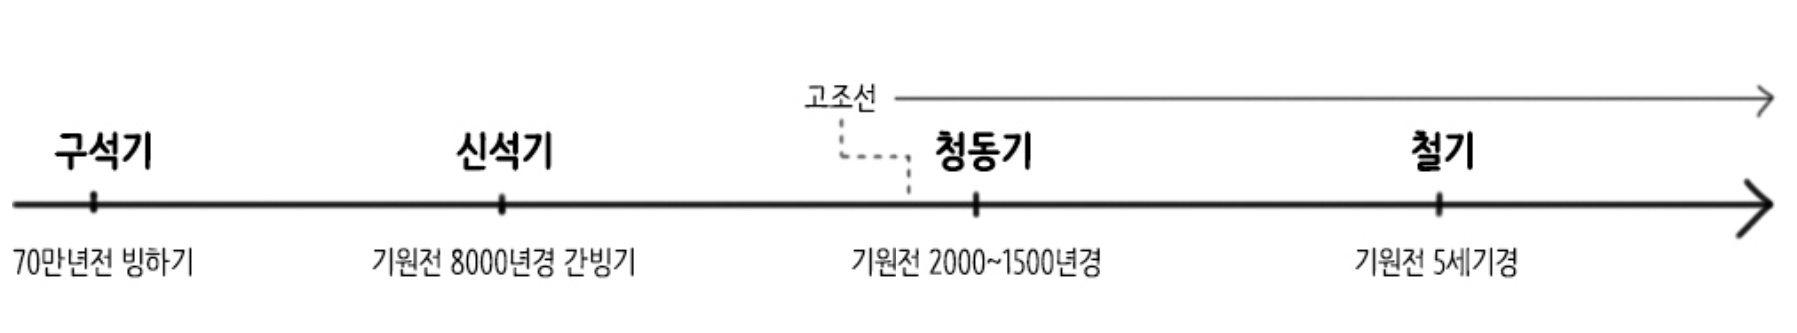 고조선
구석기
신석기
청동기
철기
70만년전 빙하기
기원전 8000년경 간빙기
기원전 2000~1500년경
기원전 5세기경